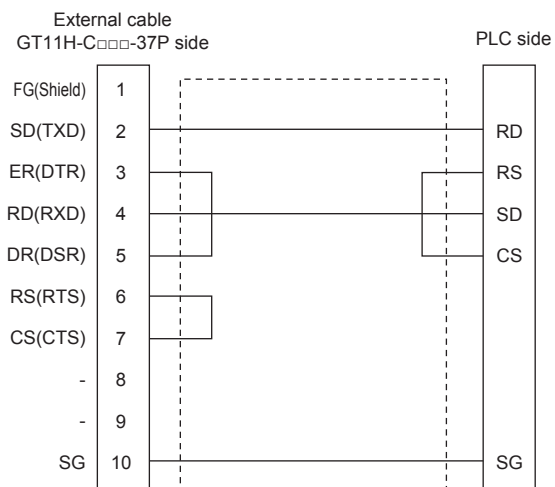 External cable
GT11H-C□□□-37P side
PLC side
FG(Shield) 1
SD(TXD) 2 RD
ER(DTR) 3 RS
RD(RXD) 4 SD
DR(DSR) 5 CS
RS(RTS) 6
CS(CTS) 7
- 8
- 9
SG 10 SG